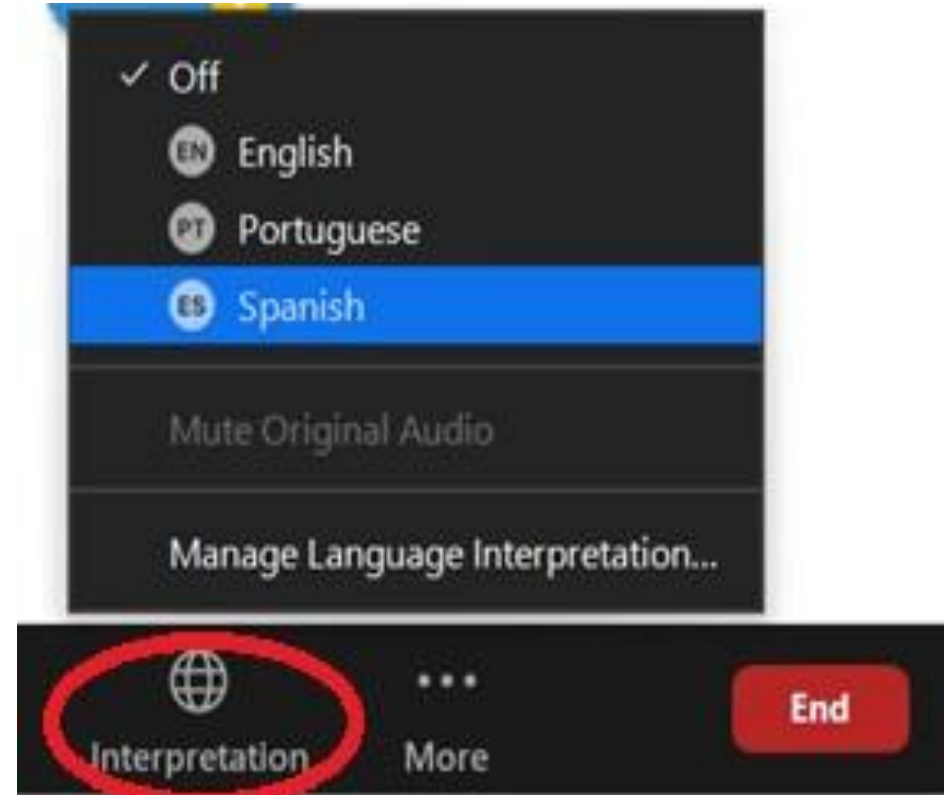 Off
EN English
PT Portuguese
ES Spanish
Mute Original Audio
Manage Language Interpretation...
Interpretation
More
End